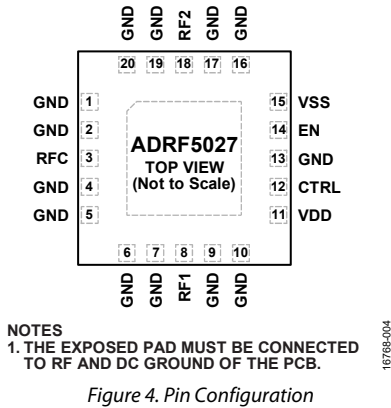 GND GND RF2 GND GND
20 19 18 17 16
GND 1
GND 2
RFC 3
GND 4
GND 5
ADRF5027
TOP VIEW
(Not to Scale)
15 VSS
14 EN
13 GND
12 CTRL
11 VDD
6 7 8 9 10
GND GND RF1 GND GND
NOTES
1. THE EXPOSED PAD MUST BE CONNECTED
TO RF AND DC GROUND OF THE PCB.
16768-004
Figure 4. Pin Configuration